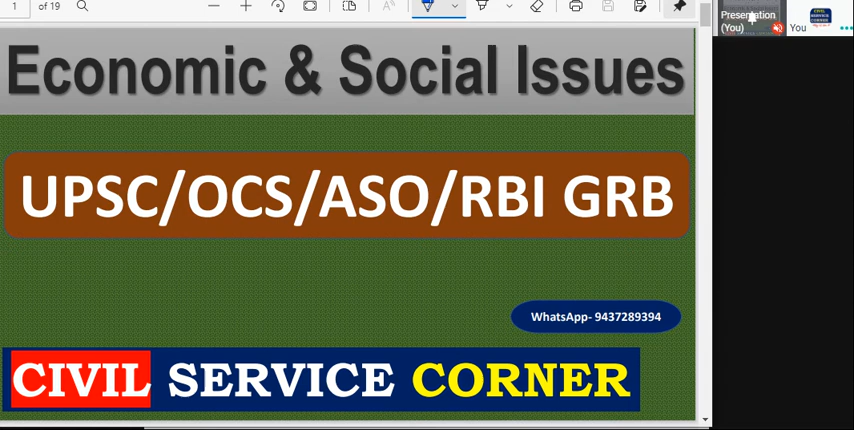 1 of 19
Presentation
(You)
You
Economic & Social Issues
UPSC/OCS/ASO/RBI GRB
WhatsApp- 9437289394
CIVIL SERVICE CORNER